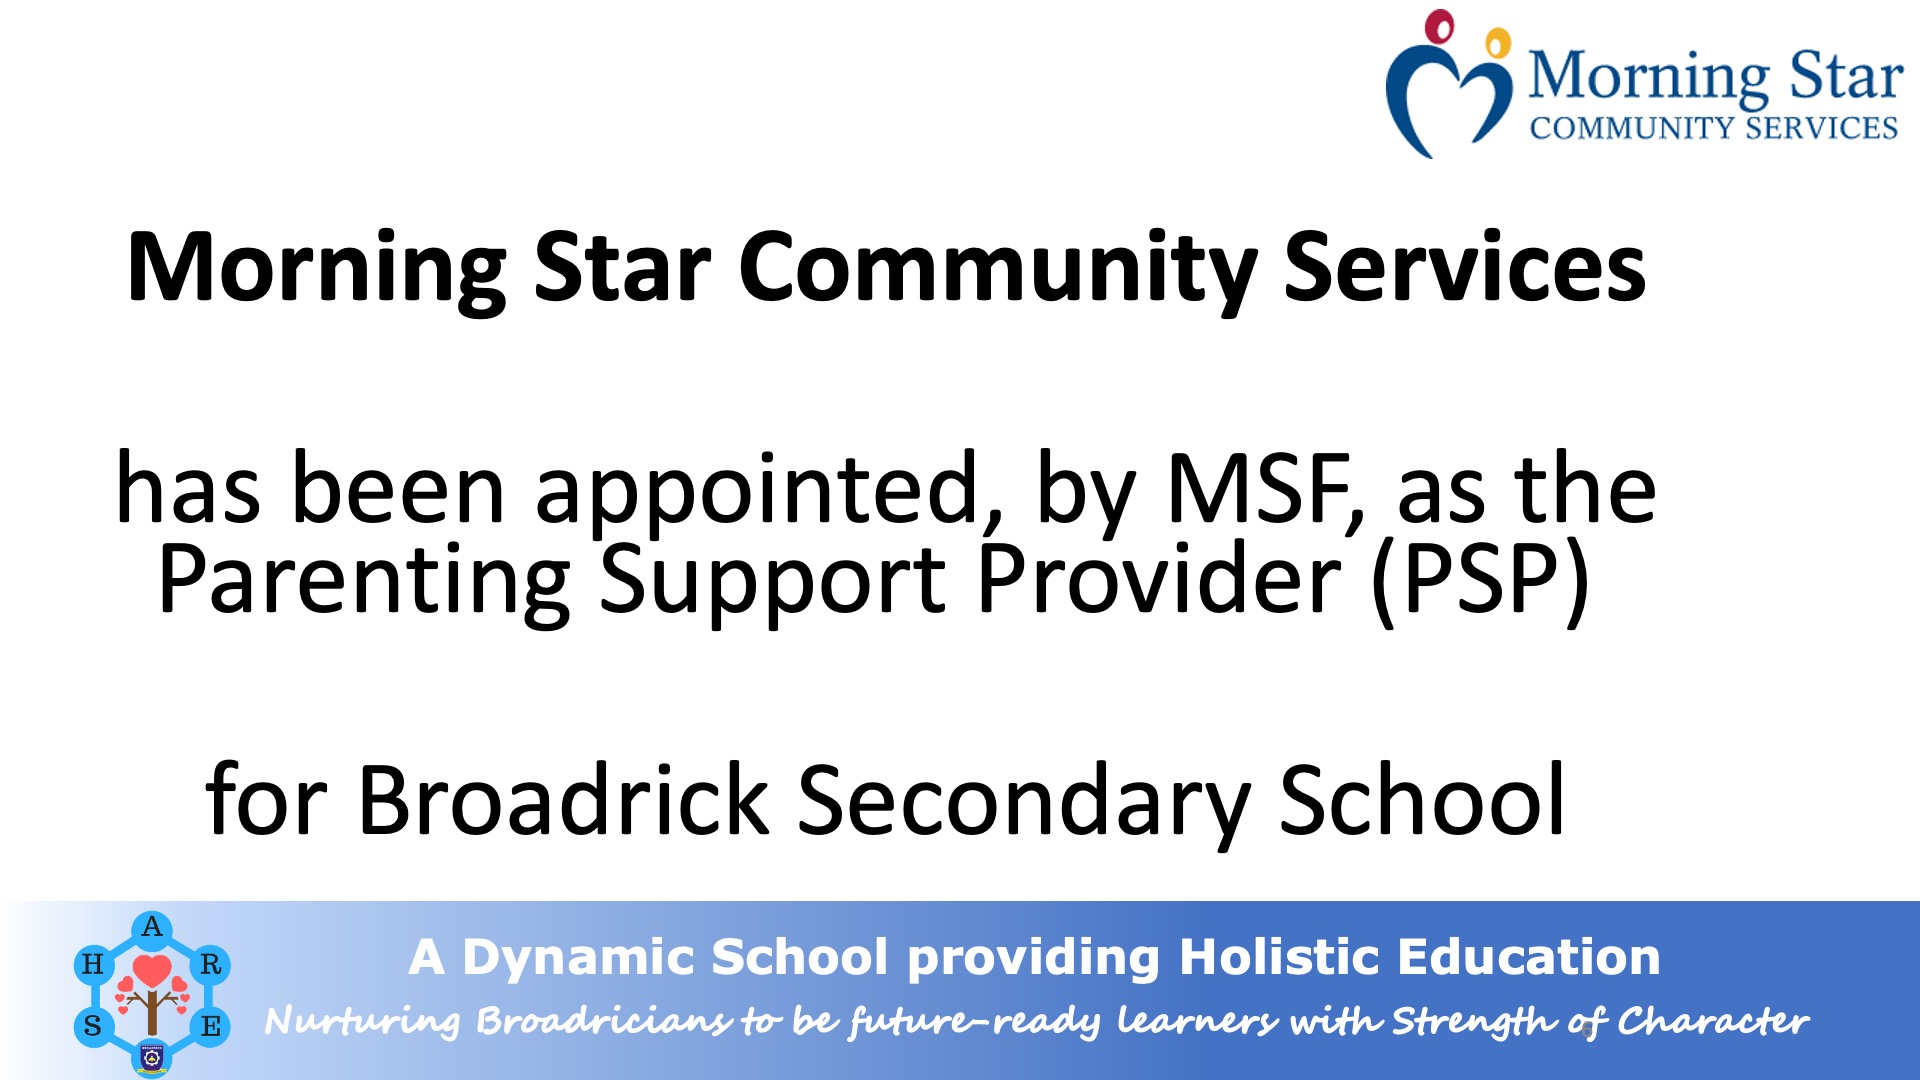 Morning Star
COMMUNITY SERVICES
Morning Star Community Services
has been appointed, by MSF, as the
Parenting Support Provider (PSP)
for Broadrick Secondary School
A
H R
S E
A Dynamic School providing Holistic Education
Nurturing Broadricians to be future-ready learners with Strength of Character